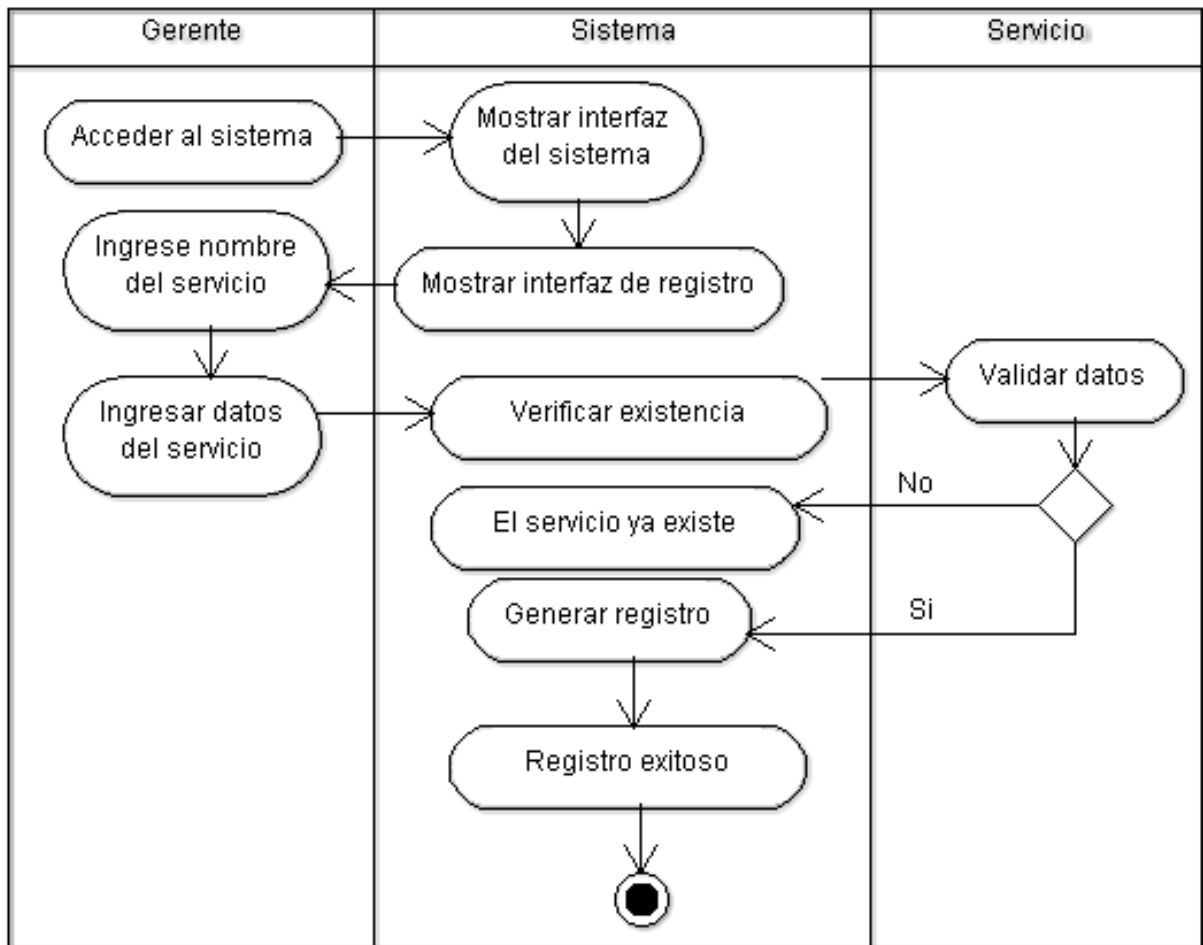 Gerente
Sistema
Servicio
Acceder al sistema
Mostrar interfaz
del sistema
Mostrar interfaz de registro
Ingrese nombre
del servicio
Ingresar datos
del servicio
Verificar existencia
Validar datos
No
El servicio ya existe
Si
Generar registro
Registro exitoso